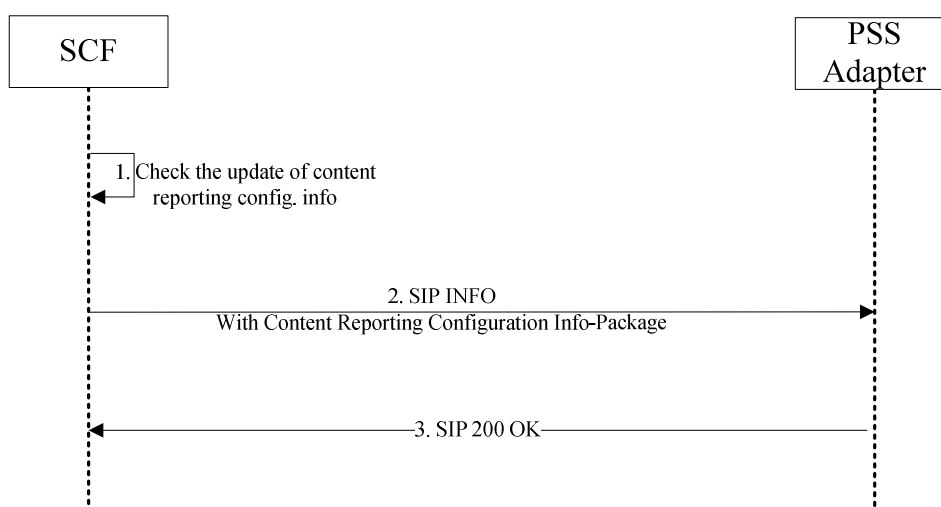 SCF
PSS
Adapter
1. Check the update of content
reporting config. info
2. SIP INFO
With Content Reporting Configuration Info-Package
3. SIP 200 OK